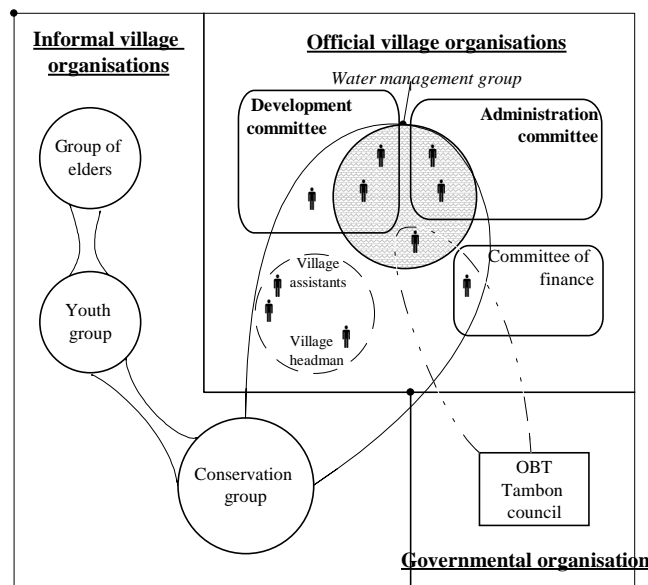 Informal village
organisations
Official village organisations
Water management group
Development
committee
Administration
committee
Group of
elders
Village
assistants
Committee of
finance
Youth
group
Village
headman
Conservation
group
OBT
Tambon
council
Governmental organisation